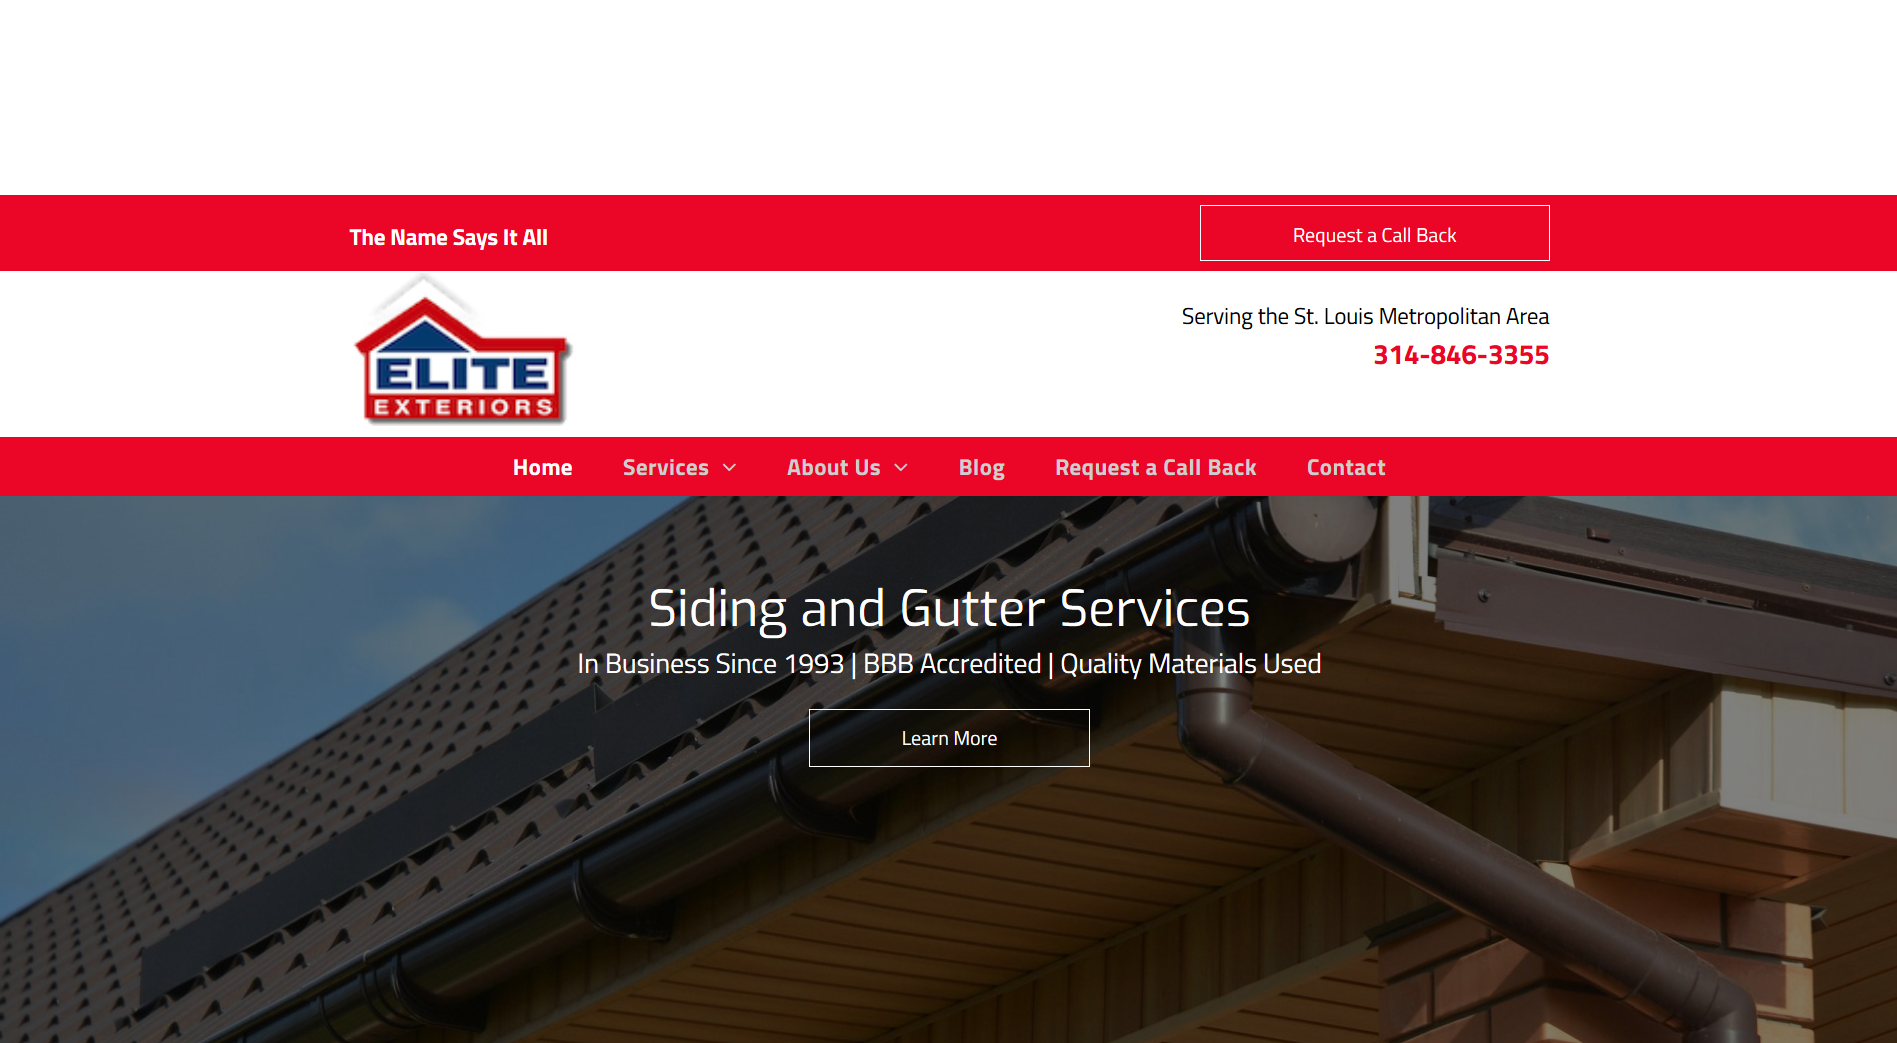 The Name Says It All
Request a Call Back
ELITE
EXTERIORS
Serving the St. Louis Metropolitan Area
314-846-3355
Home
Services
About Us
Blog
Request a Call Back
Contact
Siding and Gutter Services
In Business Since 1993 | BBB Accredited | Quality Materials Used
Learn More